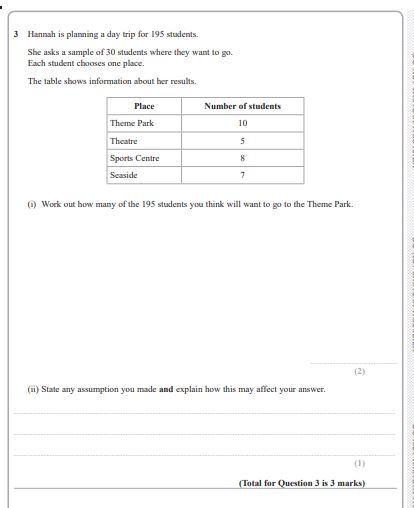 3 Hannah is planning a day trip for 195 students.
She asks a sample of 30 students where they want to go.
Each student chooses one place.
The table shows information about her results.
Place Number of students
Theme Park 10
Theatre 5
Sports Centre 8
Seaside 7
(i) Work out how many of the 195 students you think will want to go to the Theme Park.
(2)
(ii) State any assumption you made and explain how this may affect your answer.
(1)
(Total for Question 3 is 3 marks)